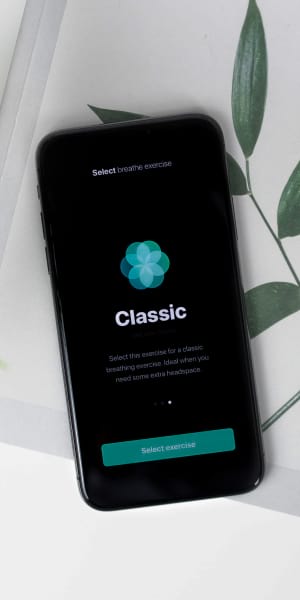 Select breathe exercise
Classic
Select this exercise for a classic
breathing exercise. Ideal when you
need some extra headspace.
Select exercise